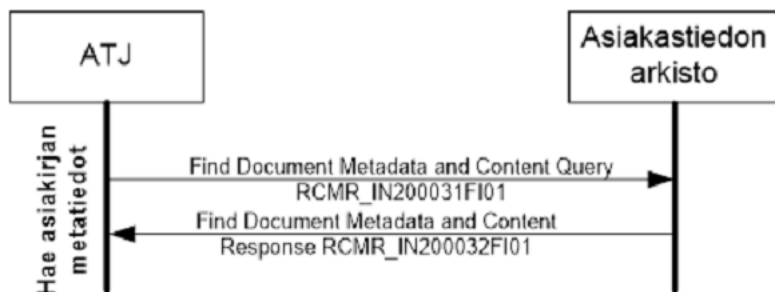 ATJ
Asiakastiedon
arkisto
Hae asiakirjan
metatiedot
Find Document Metadata and Content Query
RCMR_IN200031FI01
Find Document Metadata and Content
Response RCMR_IN200032FI01